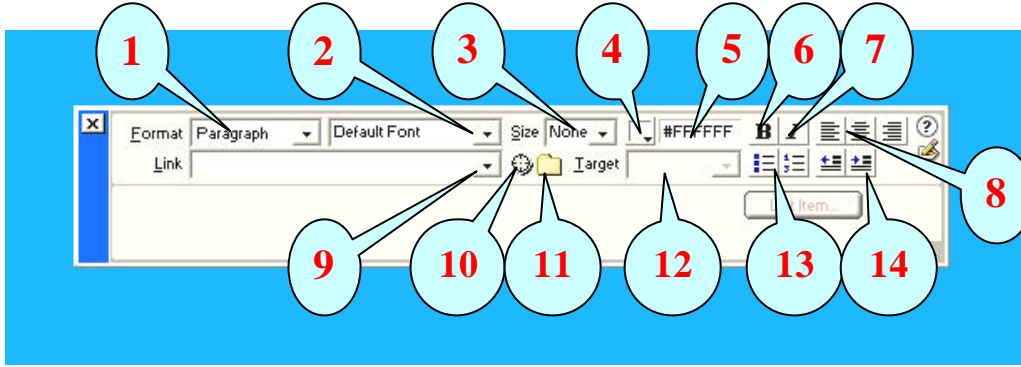 1 2 3 4 5 6 7
Format Paragraph Default Font Size None #FFFFFF B I
Link Target
8
Item...
9 10 11 12 13 14